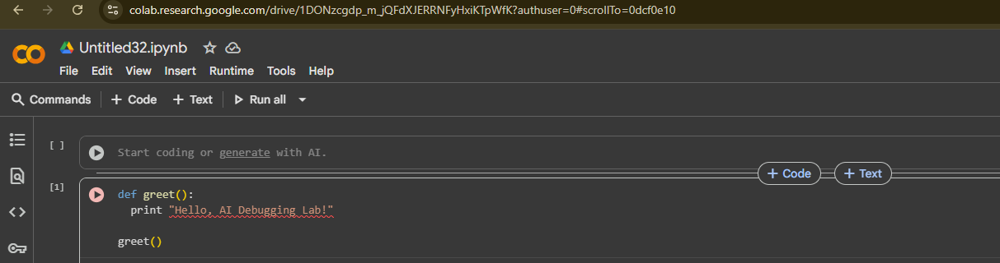 colab.research.google.com/drive/1DONzcgdp_m_jQFdXJERRNFyHxiKTpWfK?authuser=0#scrollTo=0dcf0e10
Untitled32.ipynb
File Edit View Insert Runtime Tools Help
Commands + Code + Text Run all
[ ] Start coding or generate with AI.
+ Code + Text
[1] def greet():
print "Hello, AI Debugging Lab!"
greet()